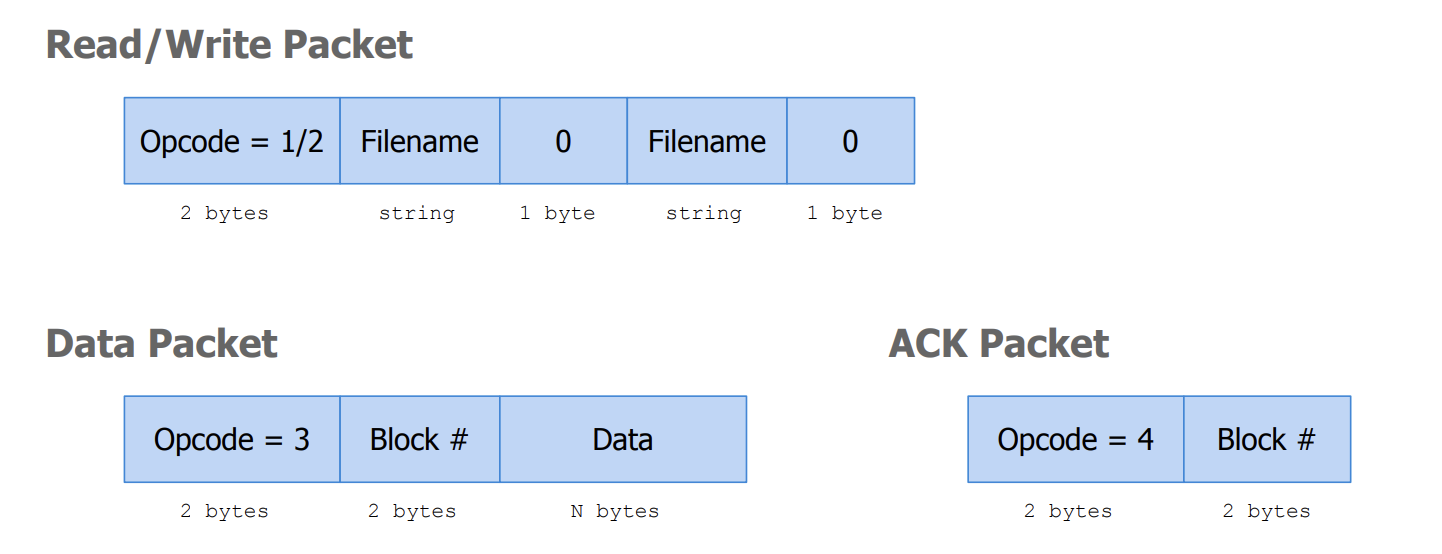 Read/Write Packet
Opcode = 1/2 Filename 0 Filename 0
2 bytes string 1 byte string 1 byte
Data Packet
Opcode = 3 Block # Data
2 bytes 2 bytes N bytes
ACK Packet
Opcode = 4 Block #
2 bytes 2 bytes